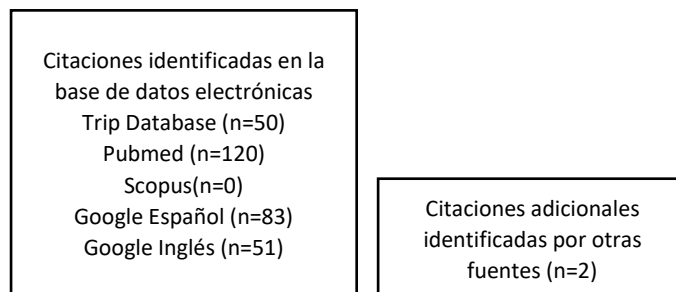 Citaciones identificadas en la
base de datos electrónicas
Trip Database (n=50)
Pubmed (n=120)
Scopus(n=0)
Google Español (n=83)
Google Inglés (n=51)
Citaciones adicionales
identificadas por otras
fuentes (n=2)